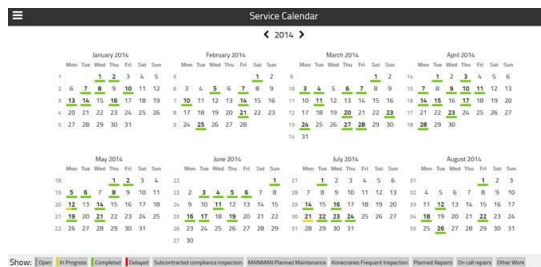 Service Calendar
2014
January 2014 February 2014 March 2014 April 2014
Mon Tue Wed Thu Fri Sat Sun Mon Tue Wed Thu Fri Sat Sun Mon Tue Wed Thu Fri Sat Sun Mon Tue Wed Thu Fri Sat Sun
1 1 2 3 4 5 5 1 2 9 1 2 14 1 2 3 4 5 6
2 6 7 8 9 10 11 12 6 3 4 5 6 7 8 9 10 3 4 5 6 7 8 9 15 7 8 9 10 11 12 13
3 13 14 15 16 17 18 19 7 10 11 12 13 14 15 16 11 10 11 12 13 14 15 16 16 14 15 16 17 18 19 20
4 20 21 22 23 24 25 26 8 17 18 19 20 21 22 23 12 17 18 19 20 21 22 23 17 21 22 23 24 25 26 27
5 27 28 29 30 31 9 24 25 26 27 28 13 24 25 26 27 28 29 30 18 28 29 30
14 31
May 2014 June 2014 July 2014 August 2014
Mon Tue Wed Thu Fri Sat Sun Mon Tue Wed Thu Fri Sat Sun Mon Tue Wed Thu Fri Sat Sun Mon Tue Wed Thu Fri Sat Sun
18 1 2 3 4 22 1 27 1 2 3 4 5 6 31 1 2 3
19 5 6 7 8 9 10 11 23 2 3 4 5 6 7 8 28 7 8 9 10 11 12 13 32 4 5 6 7 8 9 10
20 12 13 14 15 16 17 18 24 9 10 11 12 13 14 15 29 14 15 16 17 18 19 20 33 11 12 13 14 15 16 17
21 19 20 21 22 23 24 25 25 16 17 18 19 20 21 22 30 21 22 23 24 25 26 27 34 18 19 20 21 22 23 24
22 26 27 28 29 30 31 26 23 24 25 26 27 28 29 31 28 29 30 31 35 25 26 27 28 29 30 31
27 30
Show: Open In Progress Completed Delayed Subcontracted compliance inspection MAINMAN Planned Maintenance Konecranes Frequent Inspection Planned Repairs On call repairs Other Work